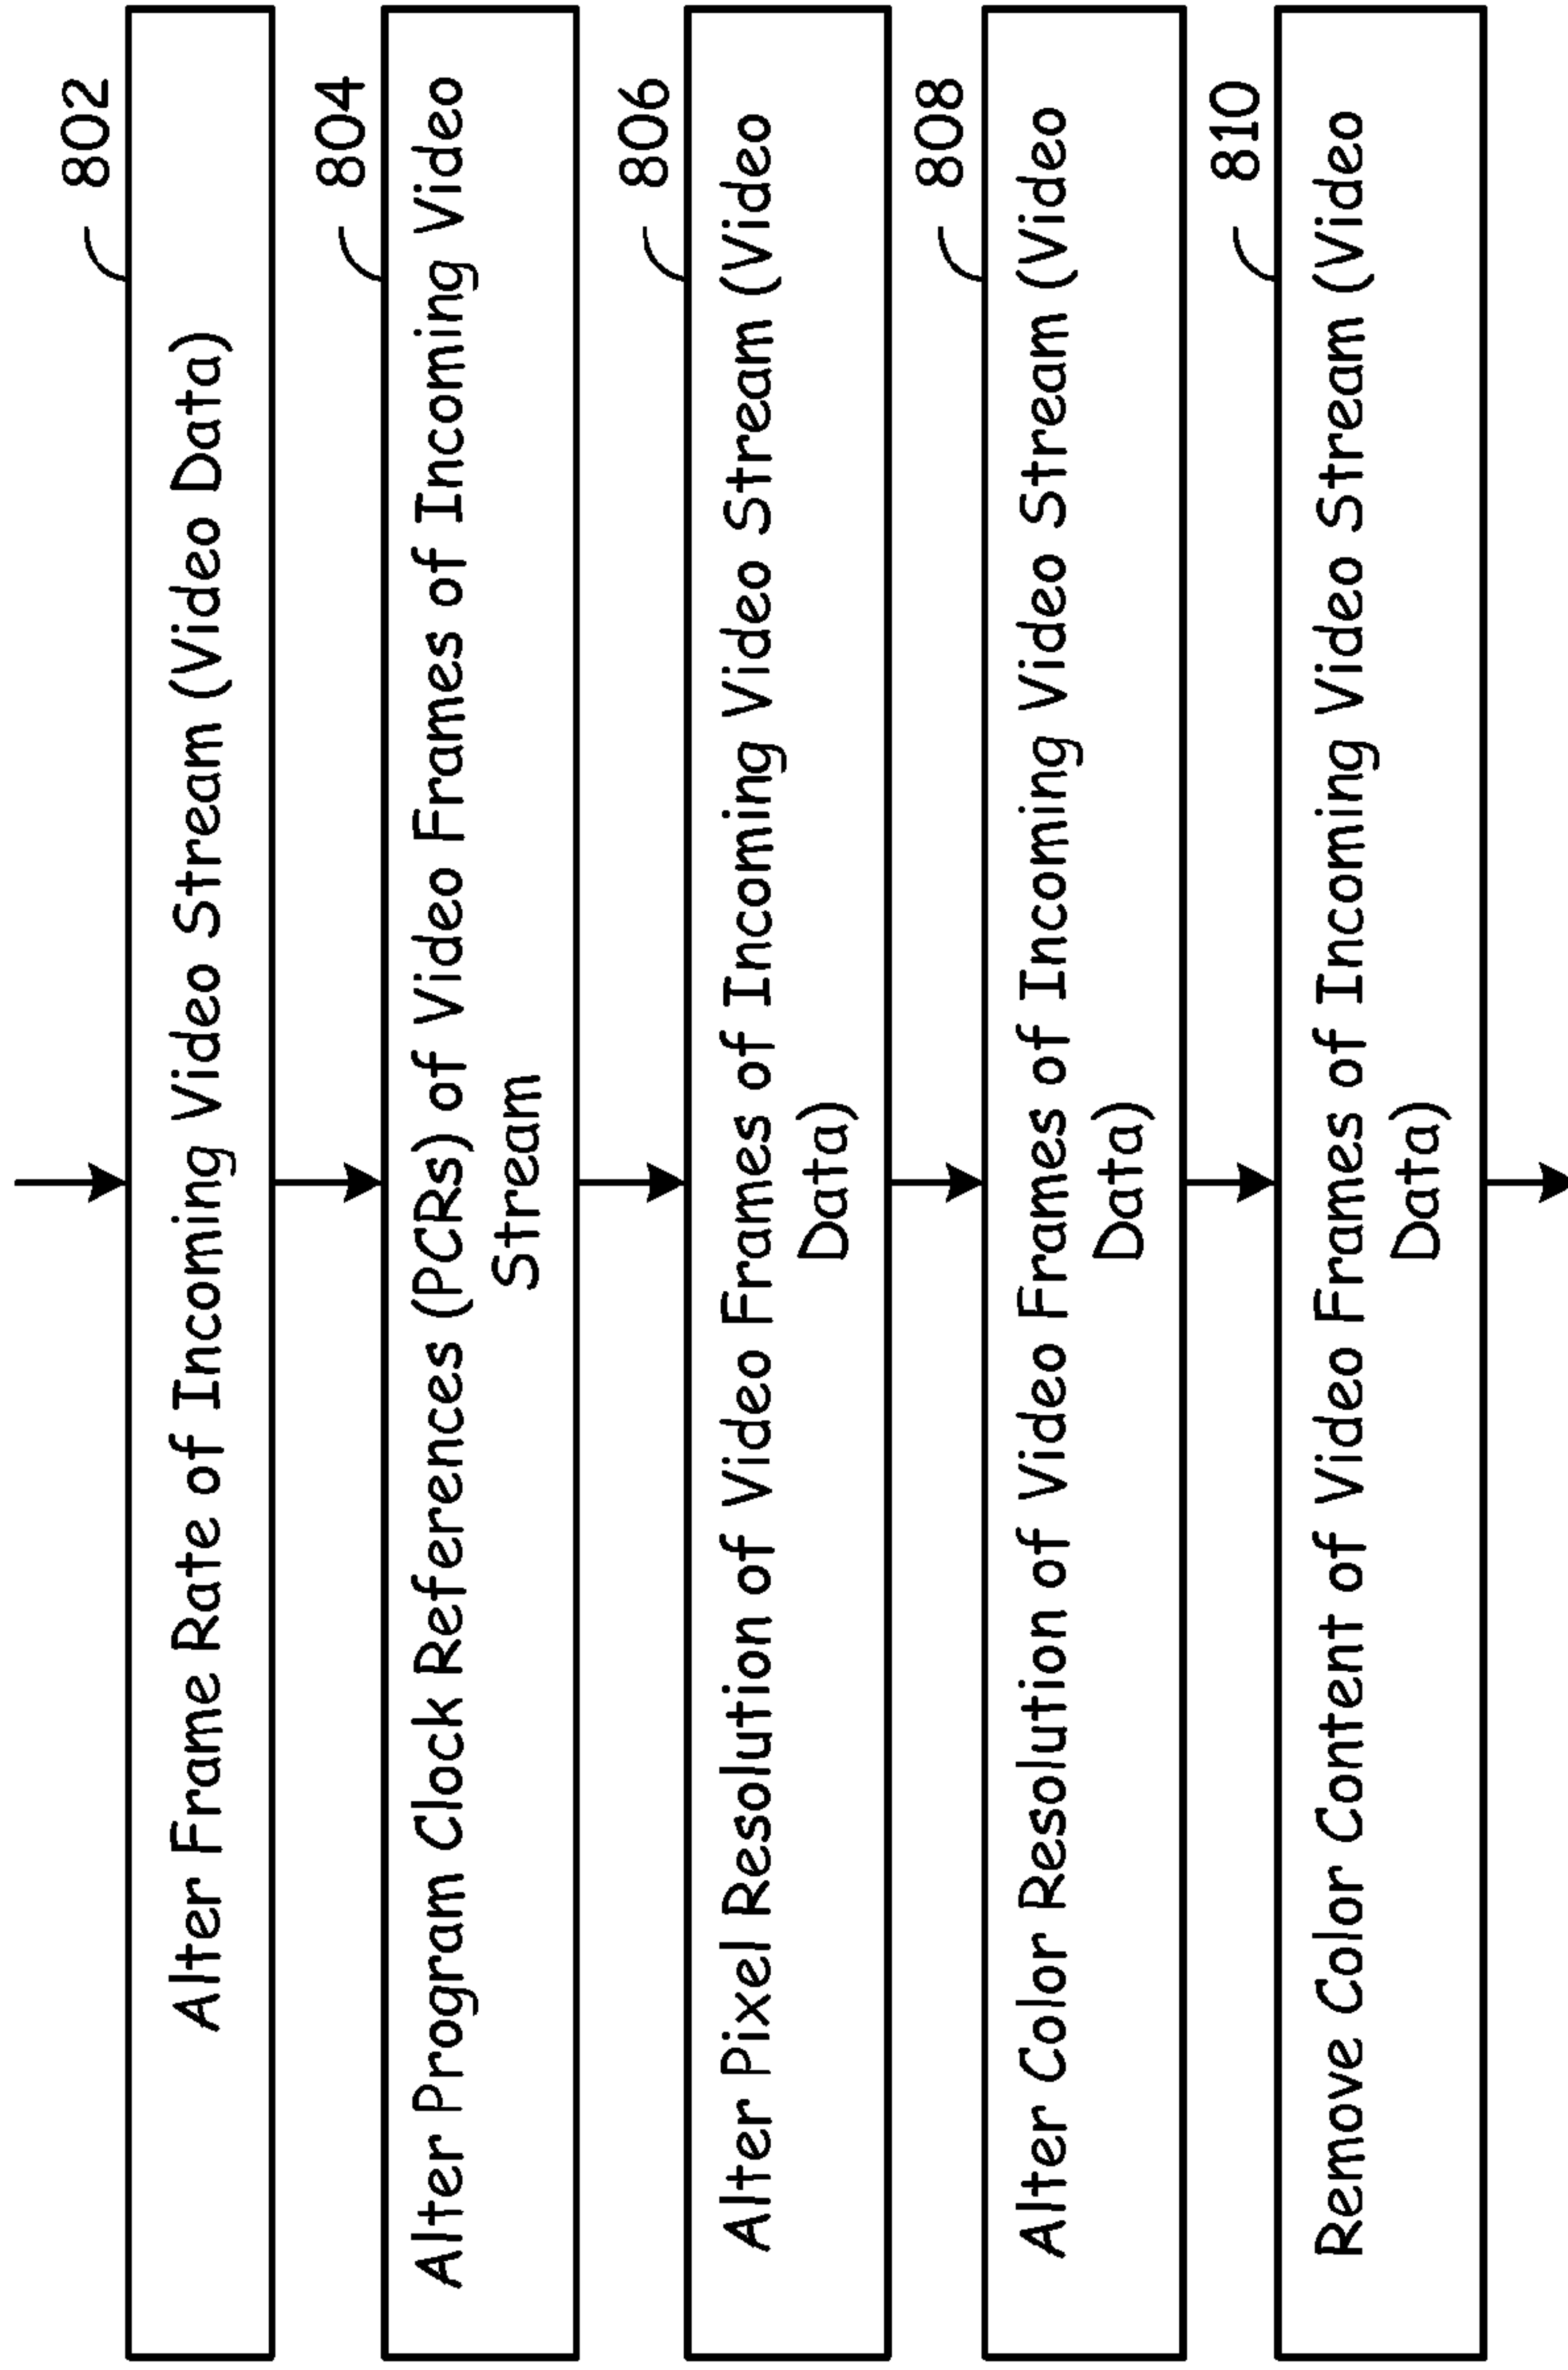 802
Alter Frame Rate of Incoming Video Stream (Video Data)
804
Alter Program Clock References (PCRs) of Video Frames of Incoming Video
Stream
806
Alter Pixel Resolution of Video Frames of Incoming Video Stream (Video
Data)
808
Alter Color Resolution of Video Frames of Incoming Video Stream (Video
Data)
810
Remove Color Content of Video Frames of Incoming Video Stream (Video
Data)